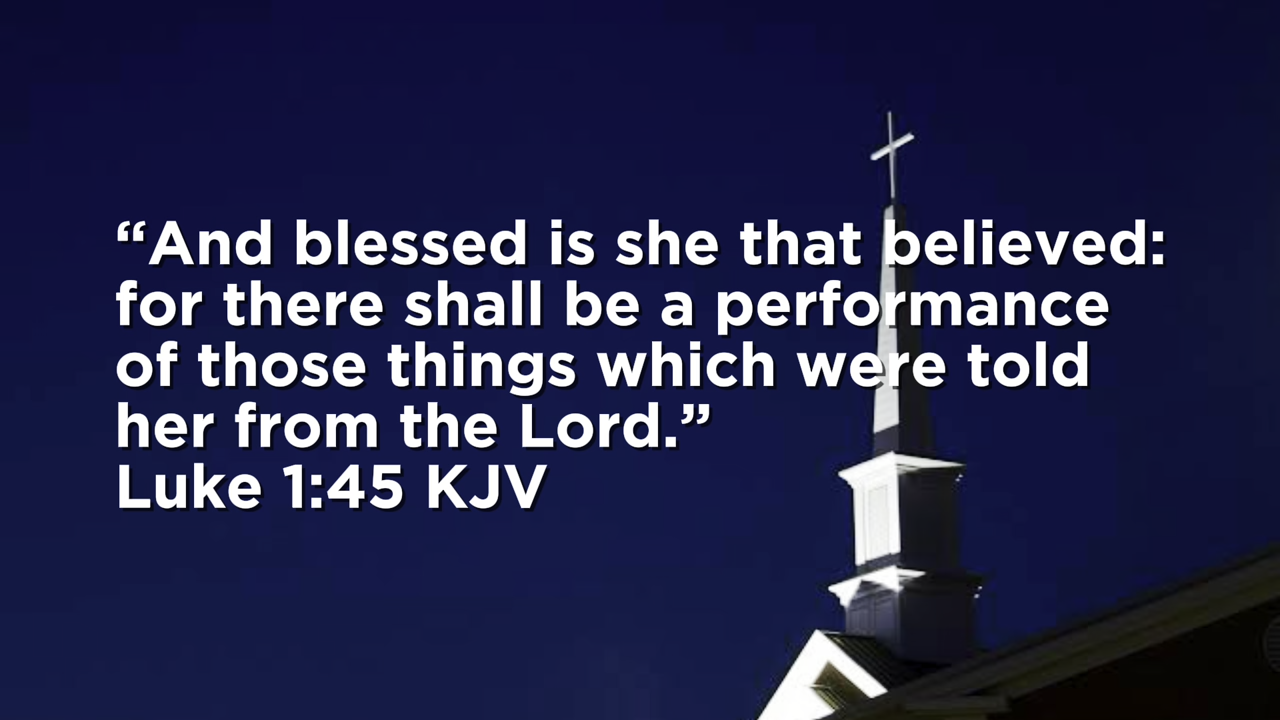 “And blessed is she that believed:
for there shall be a performance
of those things which were told
her from the Lord.”
Luke 1:45 KJV